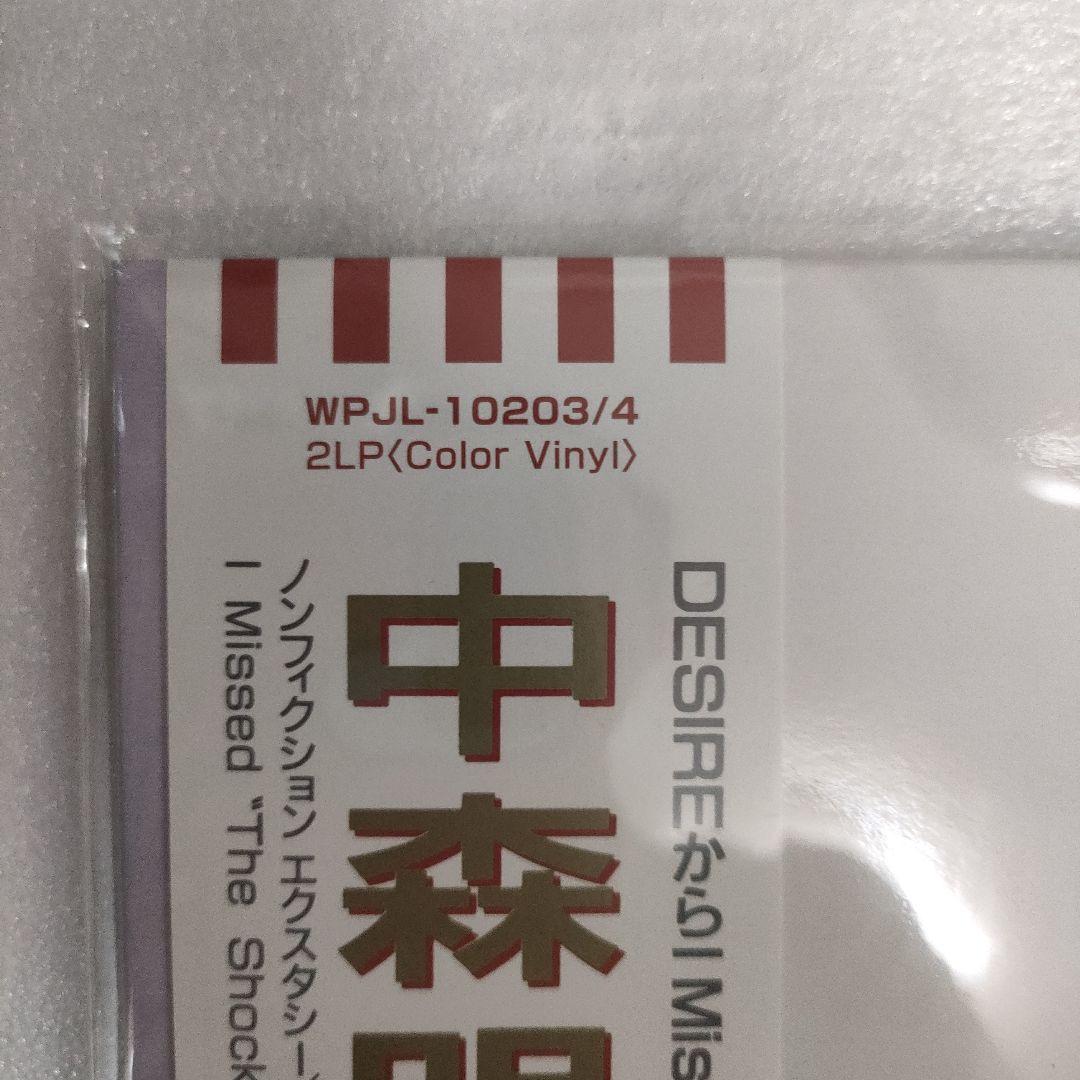 WPJL-10203/4
2LP〈Color Vinyl〉
DESIREからI Mis
中森明
ノンフィクション エクスタシー
I Missed "The Shock